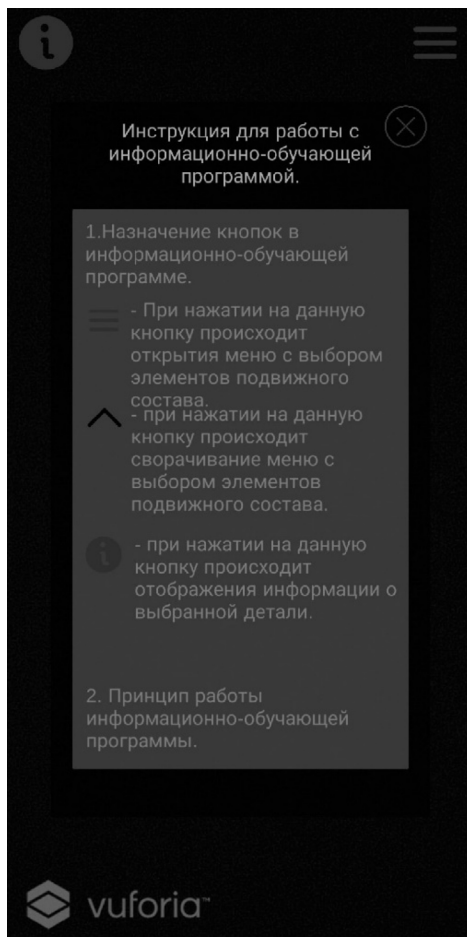 Инструкция для работы с
информационно-обучающей
программой.
1.Назначение кнопок в
информационно-обучающей
программе.
- При нажатии на данную
кнопку происходит
открытия меню с выбором
элементов подвижного
состава.
- при нажатии на данную
кнопку происходит
сворачивание меню с
выбором элементов
подвижного состава.
- при нажатии на данную
кнопку происходит
отображения информации о
выбранной детали.
2. Принцип работы
информационно-обучающей
программы.
vuforia™